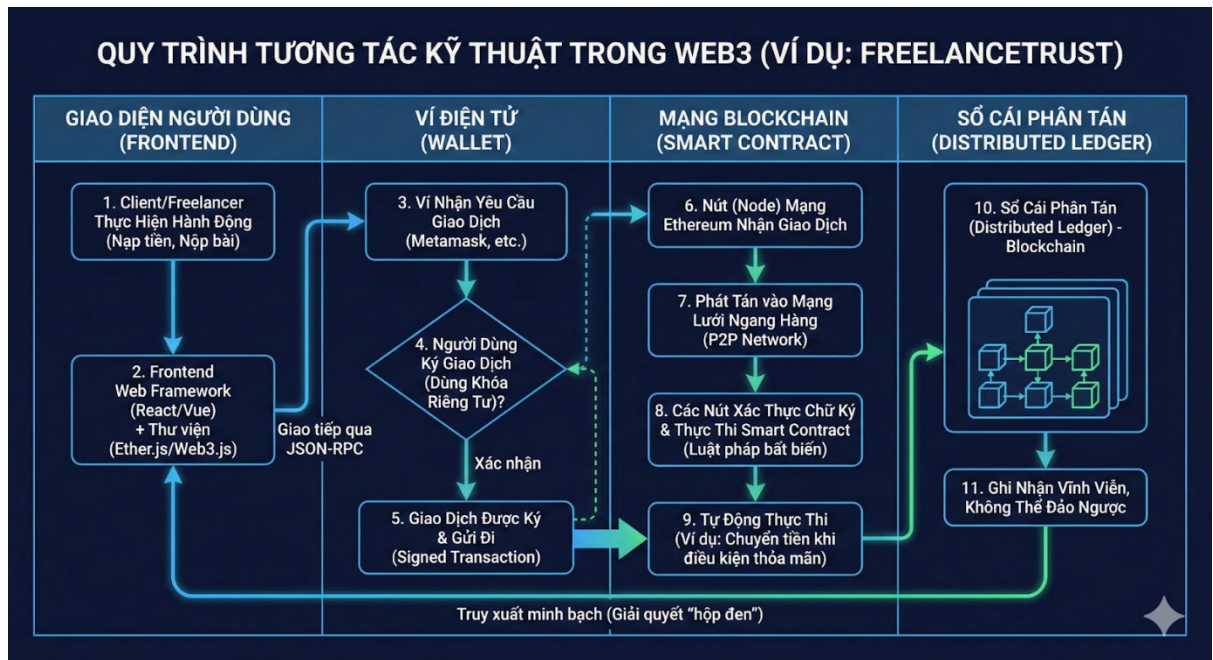 QUY TRÌNH TƯƠNG TÁC KỸ THUẬT TRONG WEB3 (VÍ DỤ: FREELANCETRUST)
GIAO DIỆN NGƯỜI DÙNG
(FRONTEND)
1. Client/Freelancer
Thực Hiện Hành Động
(Nạp tiền, Nộp bài)
2. Frontend
Web Framework
(React/Vue)
+ Thư viện
(Ether.js/Web3.js)
Giao tiếp qua
JSON-RPC
VÍ ĐIỆN TỬ
(WALLET)
3. Ví Nhận Yêu Cầu
Giao Dịch
(Metamask, etc.)
4. Người Dùng
Ký Giao Dịch
(Dùng Khóa
Riêng Tư)?
Xác nhận
5. Giao Dịch Được Ký
& Gửi Đi
(Signed Transaction)
MẠNG BLOCKCHAIN
(SMART CONTRACT)
6. Nút (Node) Mạng
Ethereum Nhận Giao Dịch
7. Phát Tán vào Mạng
Lưới Ngang Hàng
(P2P Network)
8. Các Nút Xác Thực Chữ Ký
& Thực Thi Smart Contract
(Luật pháp bất biến)
9. Tự Động Thực Thi
(Ví dụ: Chuyển tiền khi
điều kiện thỏa mãn)
SỔ CÁI PHÂN TÁN
(DISTRIBUTED LEDGER)
10. Sổ Cái Phân Tán
(Distributed Ledger) -
Blockchain
11. Ghi Nhận Vĩnh Viễn,
Không Thể Đảo Ngược
Truy xuất minh bạch (Giải quyết "hộp đen")